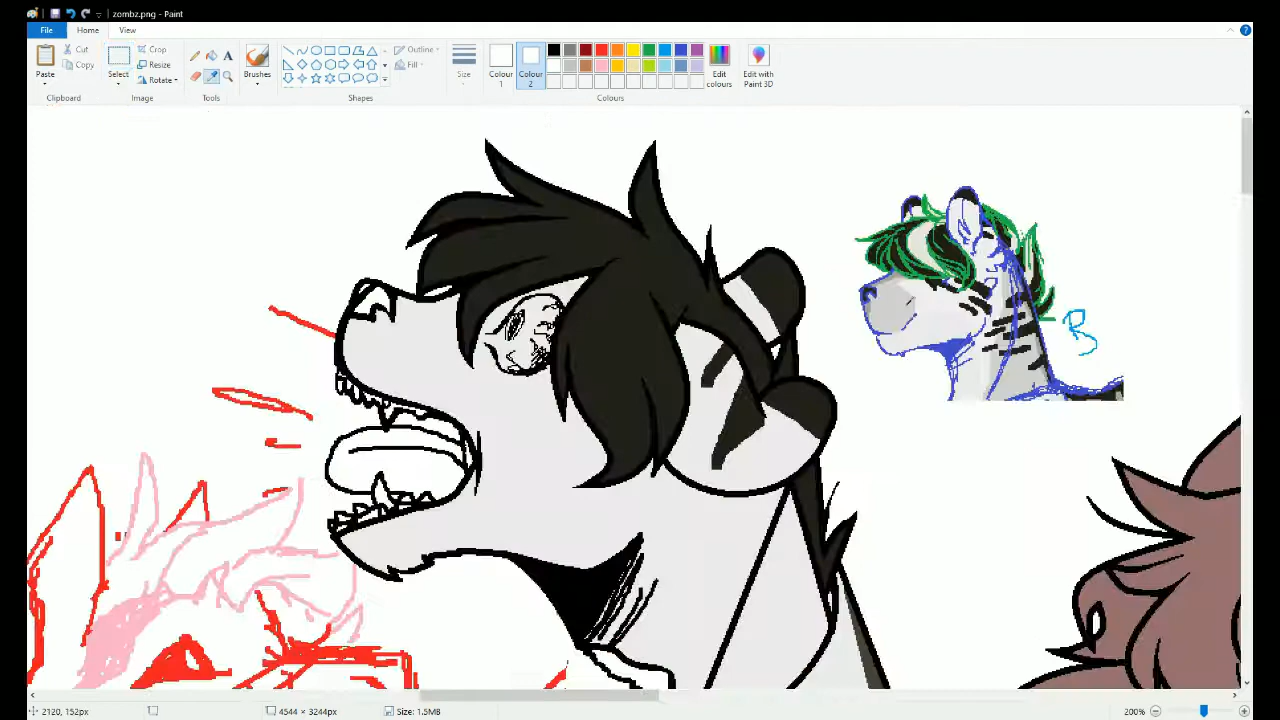 zombz.png - Paint
File
Home
View
Paste
Cut
Copy
Clipboard
Select
Crop
Resize
Rotate
Image
A
Tools
Brushes
Outline
Fill
Shapes
Size
Colour 1
Colour 2
Edit colours
Edit with Paint 3D
Colours
B
2120, 152px
4544 × 3244px
Size: 1.5MB
200%